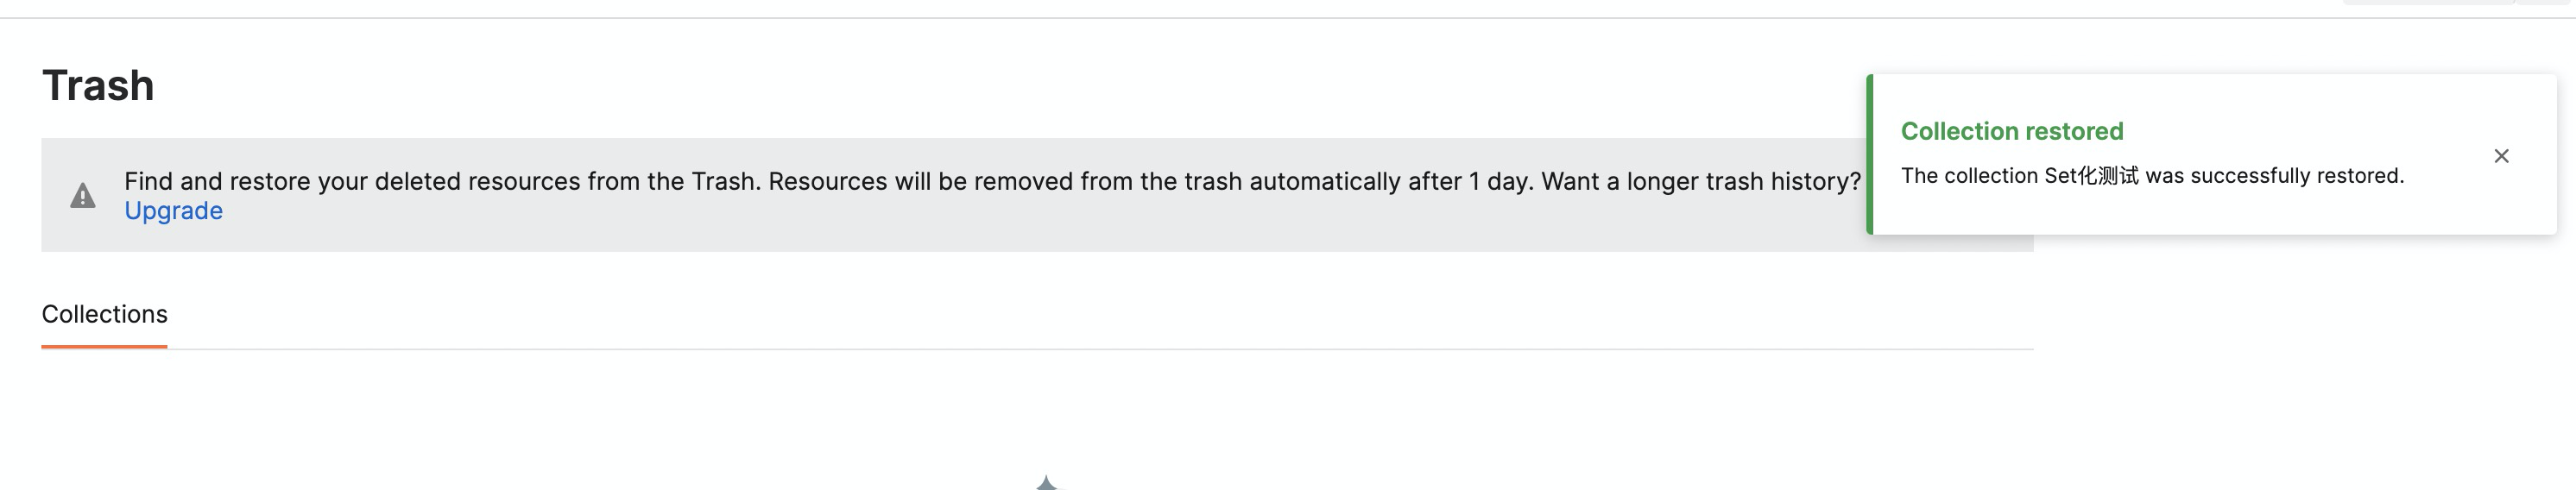 Trash
Find and restore your deleted resources from the Trash. Resources will be removed from the trash automatically after 1 day. Want a longer trash history?
Upgrade
Collection restored
The collection Set化测试 was successfully restored.
Collections